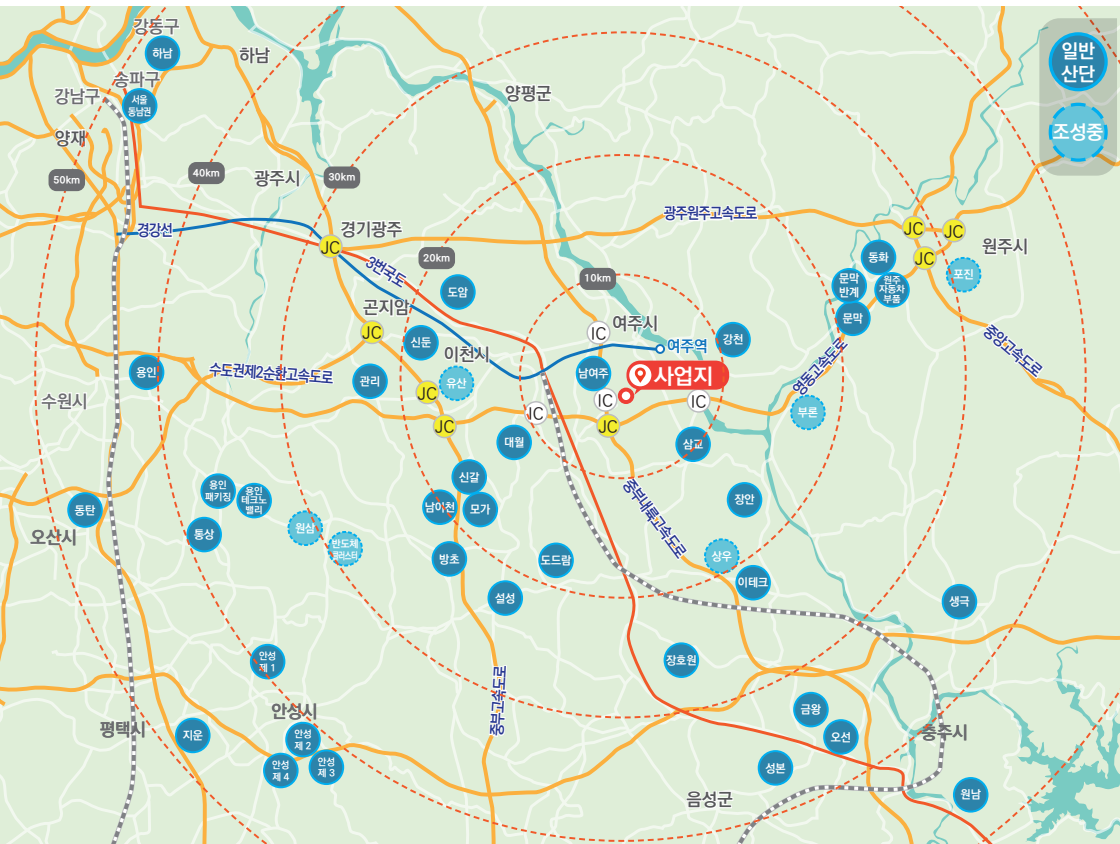 강동구
하남
하남
송파구
강남구
서울
동남권
양재
양평군
일반
산단
조성중
50km
40km
30km
광주시
경강선
경기광주
JC
3번국도
20km
10km
광주원주고속도로
JC
JC
JC
원주시
동화
문막
반계
원주
자동차
부품
포진
문막
도암
곤지암
JC
신둔
이천시
유산
관리
JC
JC
IC
여주시
여주역
강천
남여주
사업지
IC
IC
IC
JC
영동고속도로
중앙고속도로
부론
용인
수도권제2순환고속도로
수원시
대월
삼교
신갈
남이천
모가
장안
중부내륙고속도로
용인
패키징
용인
테크노
밸리
동탄
통상
원삼
반도체
클러스터
오산시
방초
도드람
상우
이테크
설성
생극
안성
제 1
장호원
중부고속도로
안성시
평택시
지운
안성
제 2
안성
제 3
안성
제 4
금왕
오선
충주시
성본
음성군
원남